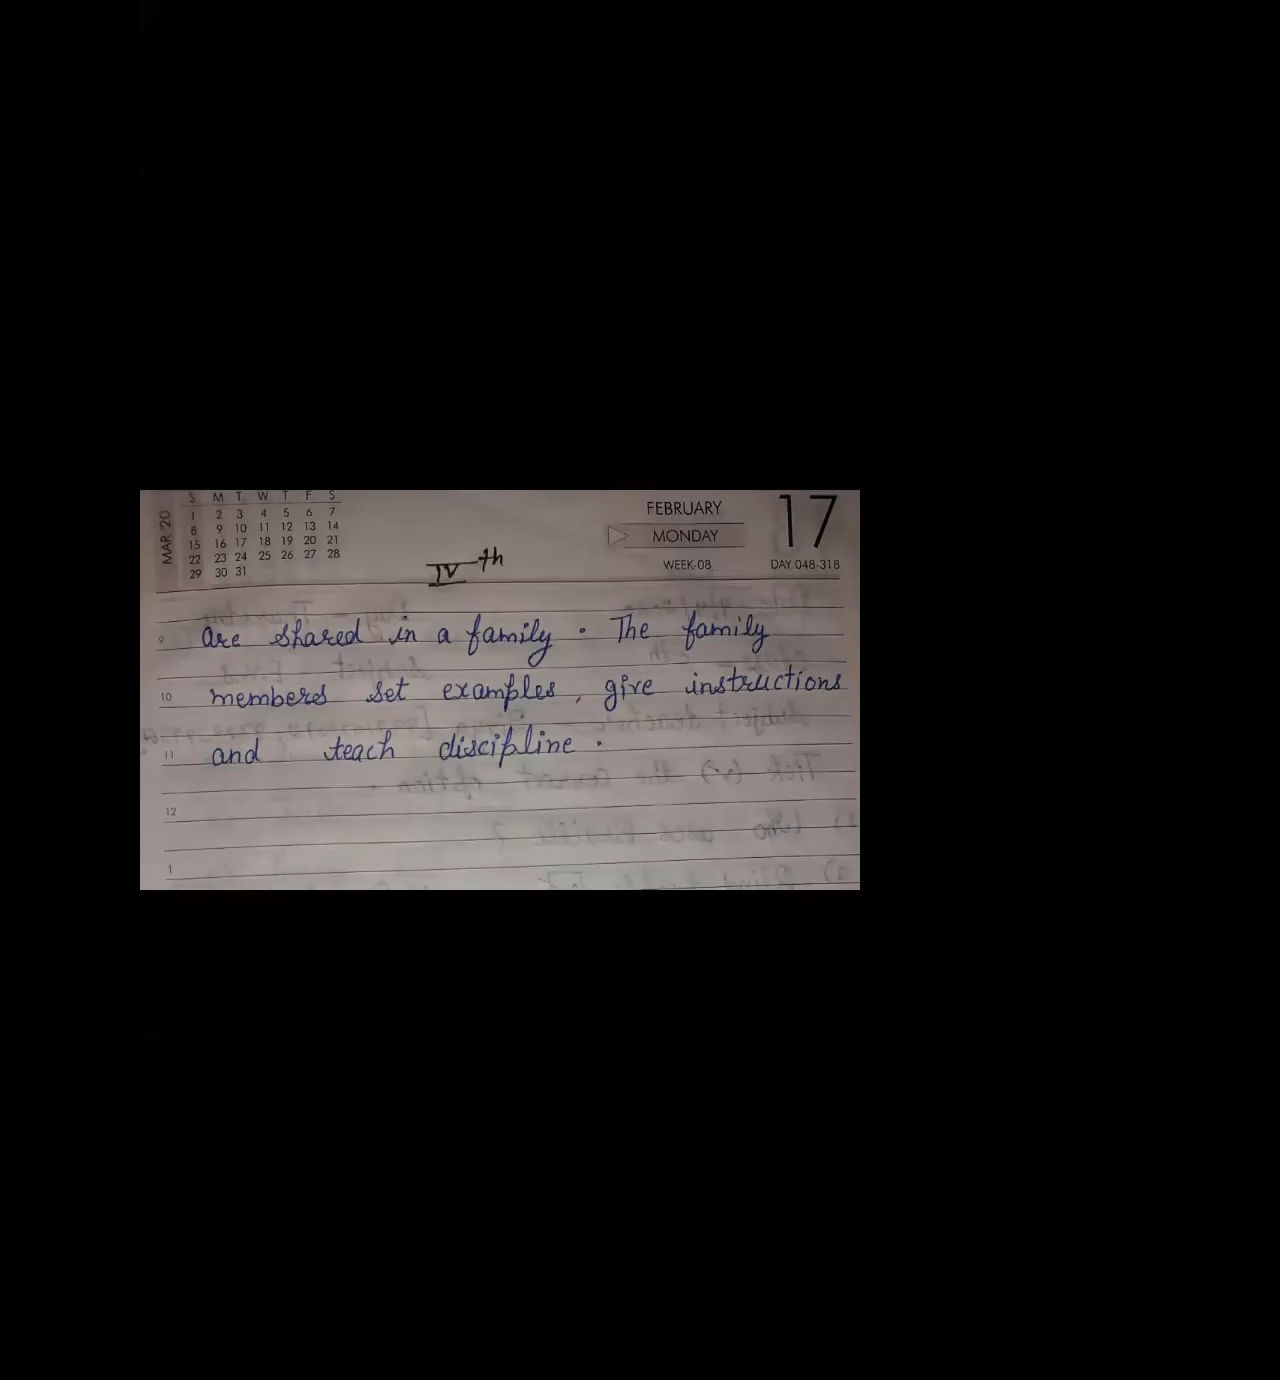 S M T W T F S
MAR '20
1 2 3 4 5 6 7
8 9 10 11 12 13 14
15 16 17 18 19 20 21
22 23 24 25 26 27 28
29 30 31
FEBRUARY
MONDAY
WEEK-08
17
DAY 048-318
IVth
9 are shared in a family. The family
10 members set examples, give instructions
11 and teach discipline.
12
1